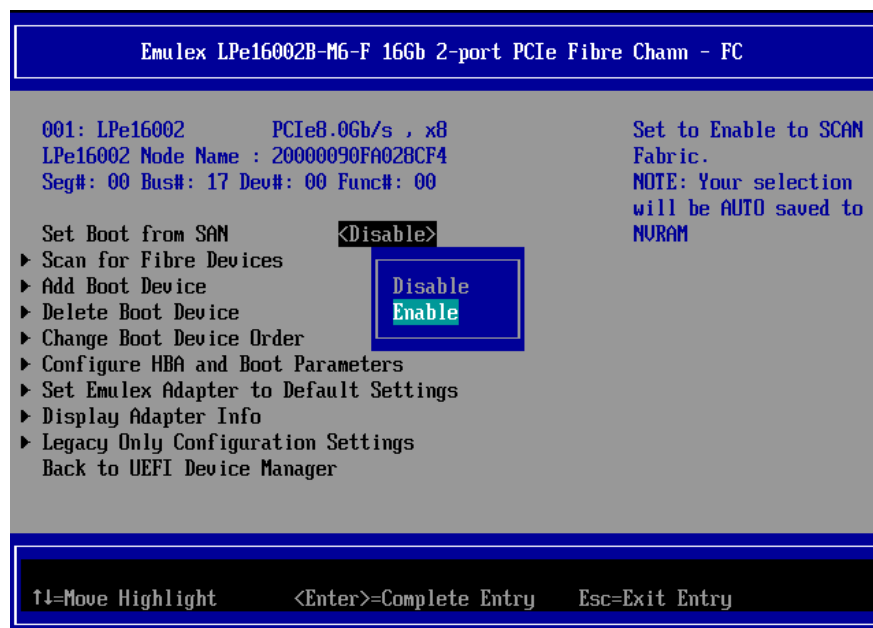 Emulex LPe16002B-M6-F 16Gb 2-port PCIe Fibre Chann - FC
001: LPe16002 PCIe8.0Gb/s , x8
LPe16002 Node Name : 20000090FA028CF4
Seg#: 00 Bus#: 17 Dev#: 00 Func#: 00
Set Boot from SAN <Disable>
Scan for Fibre Devices
Add Boot Device
Delete Boot Device
Change Boot Device Order
Configure HBA and Boot Parameters
Set Emulex Adapter to Default Settings
Display Adapter Info
Legacy Only Configuration Settings
Back to UEFI Device Manager
Disable
Enable
Set to Enable to SCAN
Fabric.
NOTE: Your selection
will be AUTO saved to
NVRAM
↑↓=Move Highlight <Enter>=Complete Entry Esc=Exit Entry